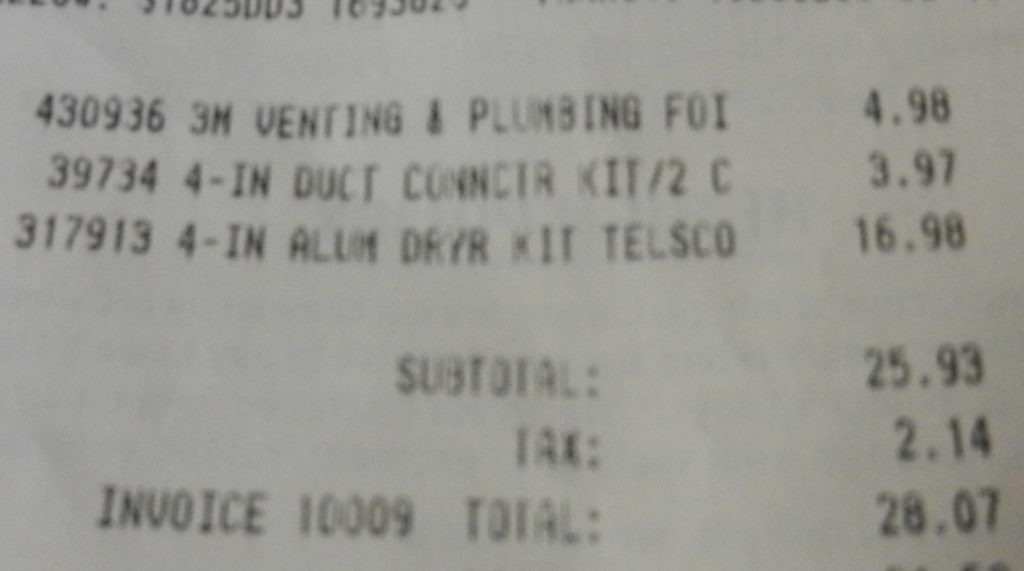 430936 3M VENTING & PLUMBING FOI 4.98
39734 4-IN DUCT CONNCTR KIT/2 C 3.97
317913 4-IN ALUM DRYR KIT TELSCO 16.98
SUBTOTAL: 25.93
TAX: 2.14
INVOICE 10009 TOTAL: 28.07